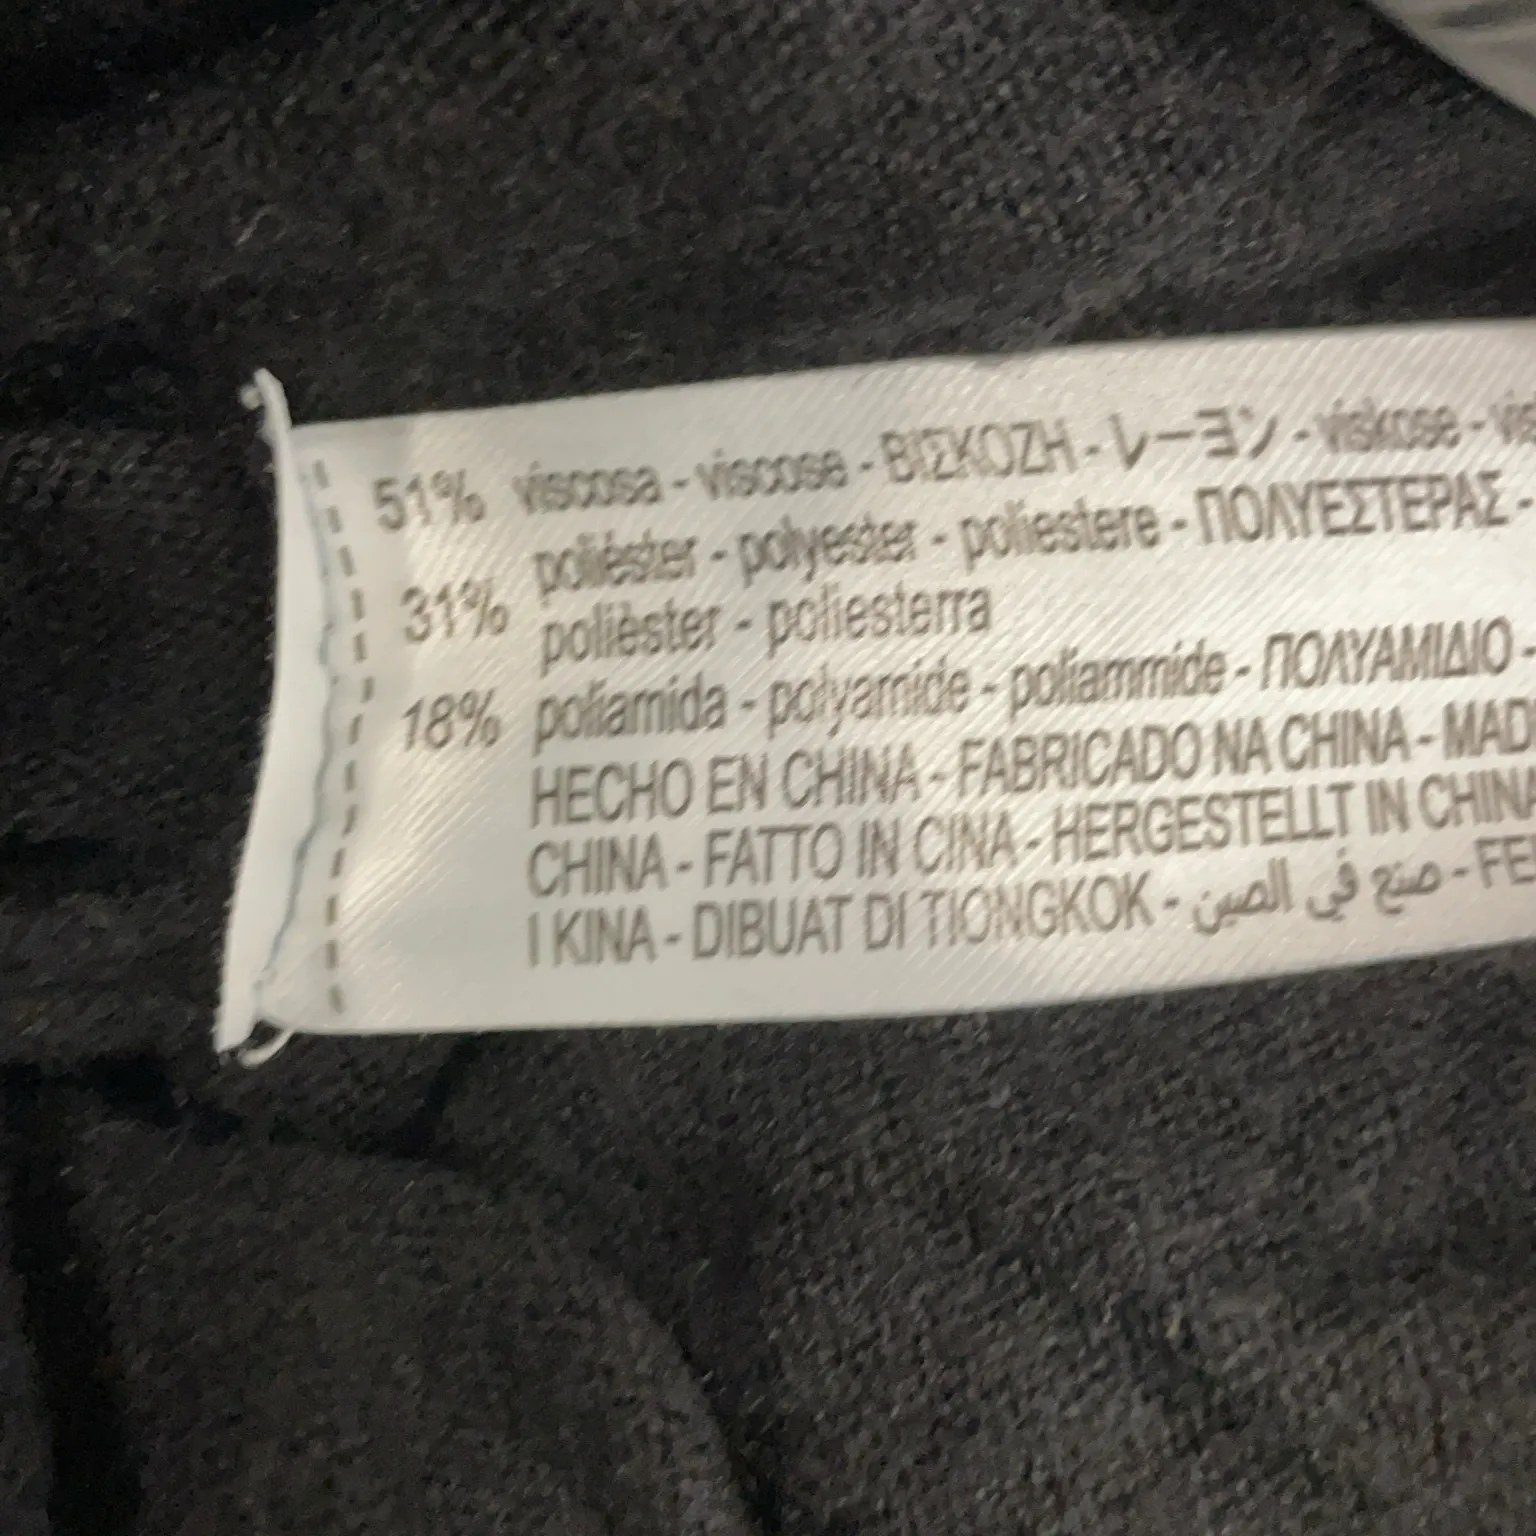 51% viscosa - viscose - ΒΙΣΚΟΖΗ - レーヨン - viskose -
31% poliéster - polyester - poliestere - ΠΟΛΥΕΣΤΕΡΑΣ -
polièster - poliesterra
18% poliamida - polyamide - poliammide - ΠΟΛΥΑΜΙΔΙΟ -
HECHO EN CHINA - FABRICADO NA CHINA - MAD
CHINA - FATTO IN CINA - HERGESTELLT IN CHINA
I KINA - DIBUAT DI TIONGKOK - صنع في الصين - FE